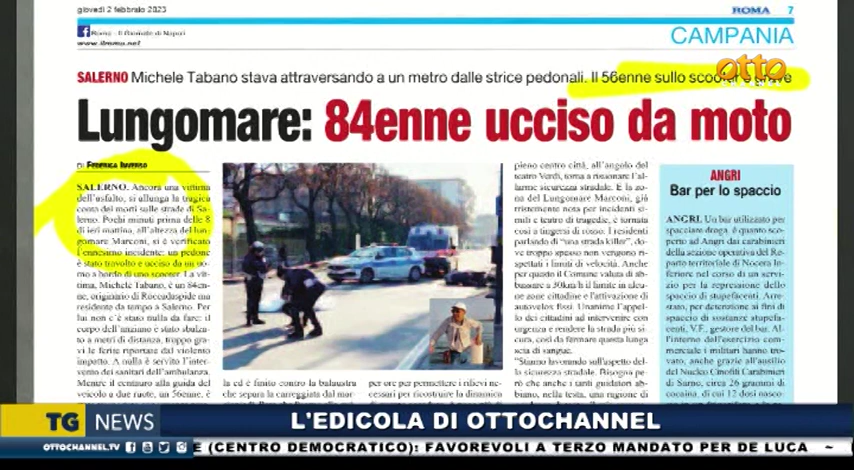 giovedì 2 febbraio 2023
ROMA
7
Roma - Il Giornale di Napoli
www.ilroma.net
CAMPANIA
otto
CHANNEL
SALERNO Michele Tabano stava attraversando a un metro dalle strice pedonali. Il 56enne sullo scooter è grave
Lungomare: 84enne ucciso da moto
DI FEDERICA INVERSO
SALERNO. Ancora una vittima
dell'asfalto, si allunga la tragica
conta dei morti sulle strade di Sa-
lerno. Pochi minuti prima delle 8
di ieri mattina, all'altezza del lun-
gomare Marconi, si è verificato
l'ennesimo incidente: un pedone
è stato travolto e ucciso da un uo-
mo a bordo di uno scooter. La vit-
tima, Michele Tabano, è un 84en-
ne, originario di Roccadaspide ma
residente da tempo a Salerno. Per
lui non c'è stato nulla da fare: il
corpo dell'anziano è stato sbalza-
to a metri di distanza, troppo gra-
vi le ferite riportate dal violento
impatto. A nulla è servito l'inter-
vento dei sanitari dell'ambulanza.
Mentre il centauro alla guida del
veicolo a due ruote, un 56enne, è
la ed è finito contro la balaustra
che separa la carreggiata dal mar-
per ore per permettere i rilievi ne-
cessari per ricostruire la dinamica
pieno centro città, all'angolo del
teatro Verdi, torna a risuonare l'al-
larme sicurezza stradale. E la zo-
na del Lungomare Marconi, già
tristemente nota per incidenti si-
mili e teatro di tragedie, è tornata
così a tingersi di rosso. I residenti
parlando di "una strada killer", do-
ve troppo spesso non vengono ri-
spettati i limiti di velocità. Anche
per questo il Comune valuta di ab-
bassare a 30km/h il limite in alcu-
ne zone cittadine e l'attivazione di
autovelox fissi. Unanime l'appel-
lo dei cittadini ad intervenire con
urgenza e rendere la strada più si-
cura, così da fermare questa lunga
scia di sangue.
"Stiamo lavorando sull'aspetto del-
la sicurezza stradale. Bisogna pe-
rò che anche i tanti guidatori ab-
biano, nella testa, una ragione di
ANGRI
Bar per lo spaccio
ANGRI. Un bar utilizzato per
spacciare droga, è quanto sco-
perto ad Angri dai carabinieri
della sezione operativa del Re-
parto territoriale di Nocera In-
feriore nel corso di un servi-
zio per la repressione dello
spaccio di stupefacenti. Arre-
stato, per detenzione ai fini di
spaccio di sostanze stupefa-
centi, V.F., gestore del bar. Al-
l'interno dell'esercizio com-
merciale i militari hanno tro-
vato, anche grazie all'ausilio
del Nucleo Cinofili Carabinieri
di Sarno, circa 26 grammi di
cocaina, di cui 12 dosi nasco-
TG NEWS
L'EDICOLA DI OTTOCHANNEL
OTTOCHANNEL.TV
E (CENTRO DEMOCRATICO): FAVOREVOLI A TERZO MANDATO PER DE LUCA ~